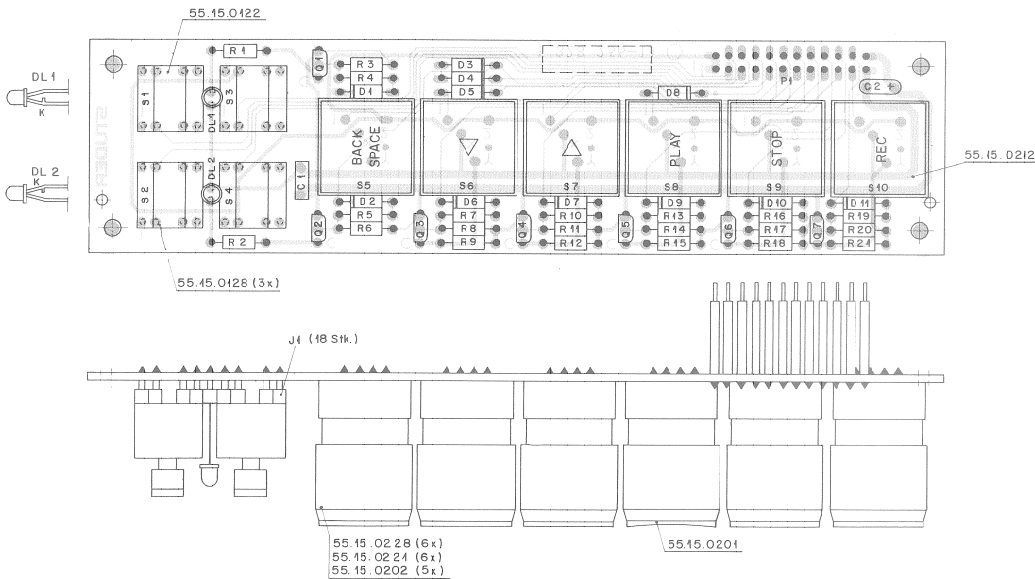 55.15.0122
R1
Q1
R3
D3
R4
D4
D1
D5
D8
P1
C2 +
DL1
K
S1
S3
DL1
BACK SPACE
PLAY
STOP
REC
55.15.0212
DL2
K
S2
DL2
S4
C1
S5
S6
S7
S8
S9
S10
D2
D6
D7
D9
D10
D11
R5
R7
R10
R13
R16
R19
Q2
R6
Q3
R8
Q4
R11
Q5
R14
Q6
R17
Q7
R20
R2
R9
R12
R15
R18
R21
55.15.0128 (3x)
J1 (18 Stk.)
55.15.0228 (6x)
55.15.0221 (6x)
55.15.0202 (5x)
55.15.0201